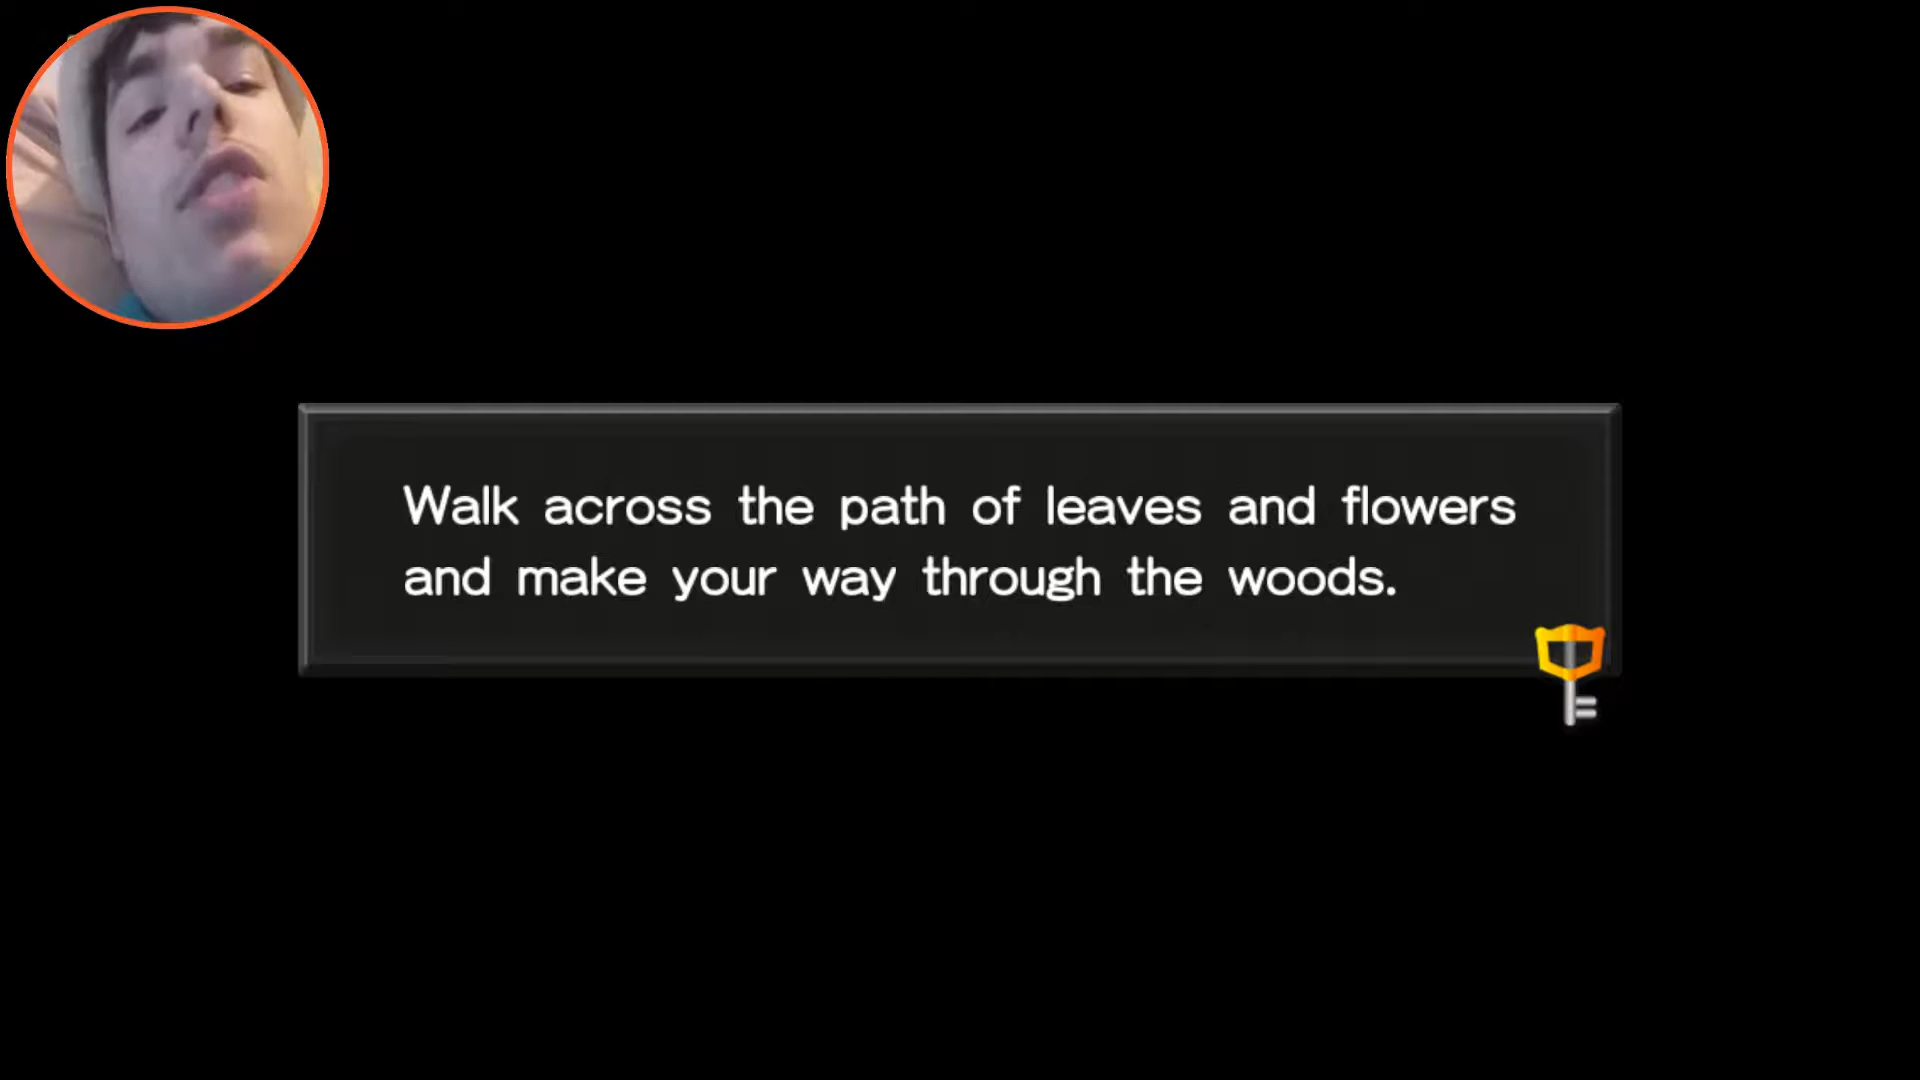 Walk across the path of leaves and flowers
and make your way through the woods.